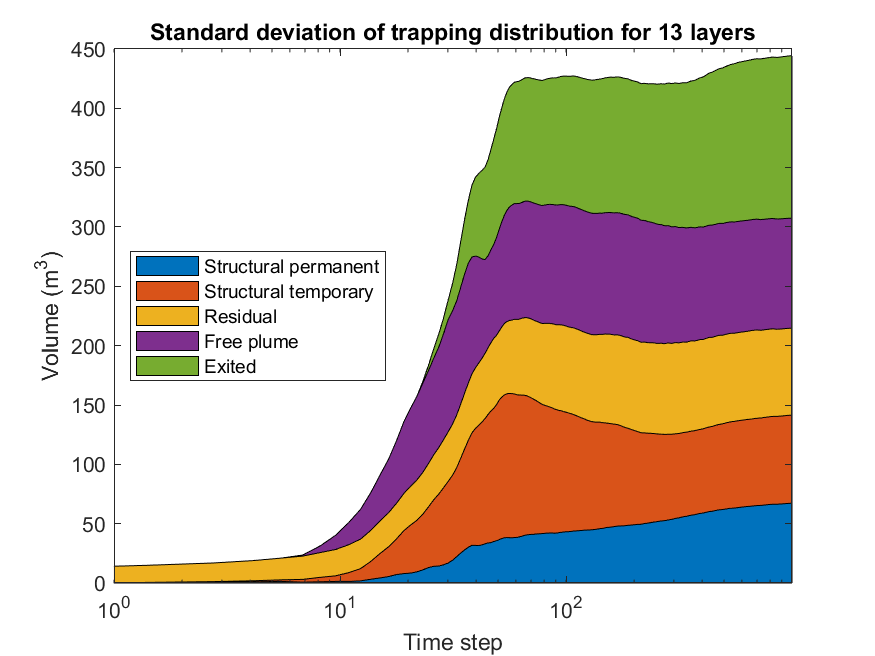 Standard deviation of trapping distribution for 13 layers
450
400
350
300
250
200
150
100
50
0
Volume (m³)
Structural permanent
Structural temporary
Residual
Free plume
Exited
10⁰
10¹
10²
Time step